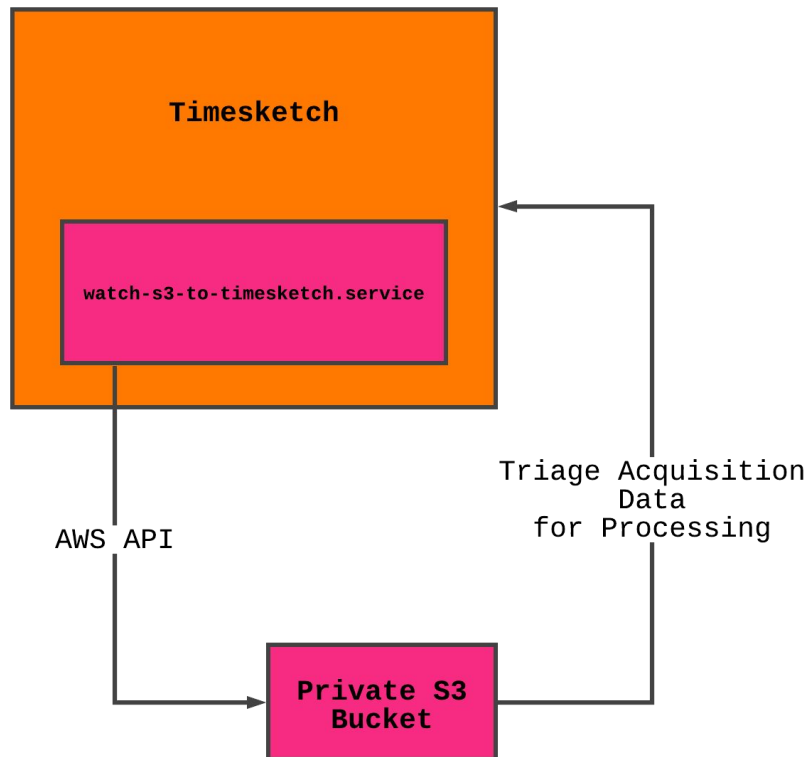 Timesketch
watch-s3-to-timesketch.service
Triage Acquisition
Data
for Processing
AWS API
Private S3
Bucket